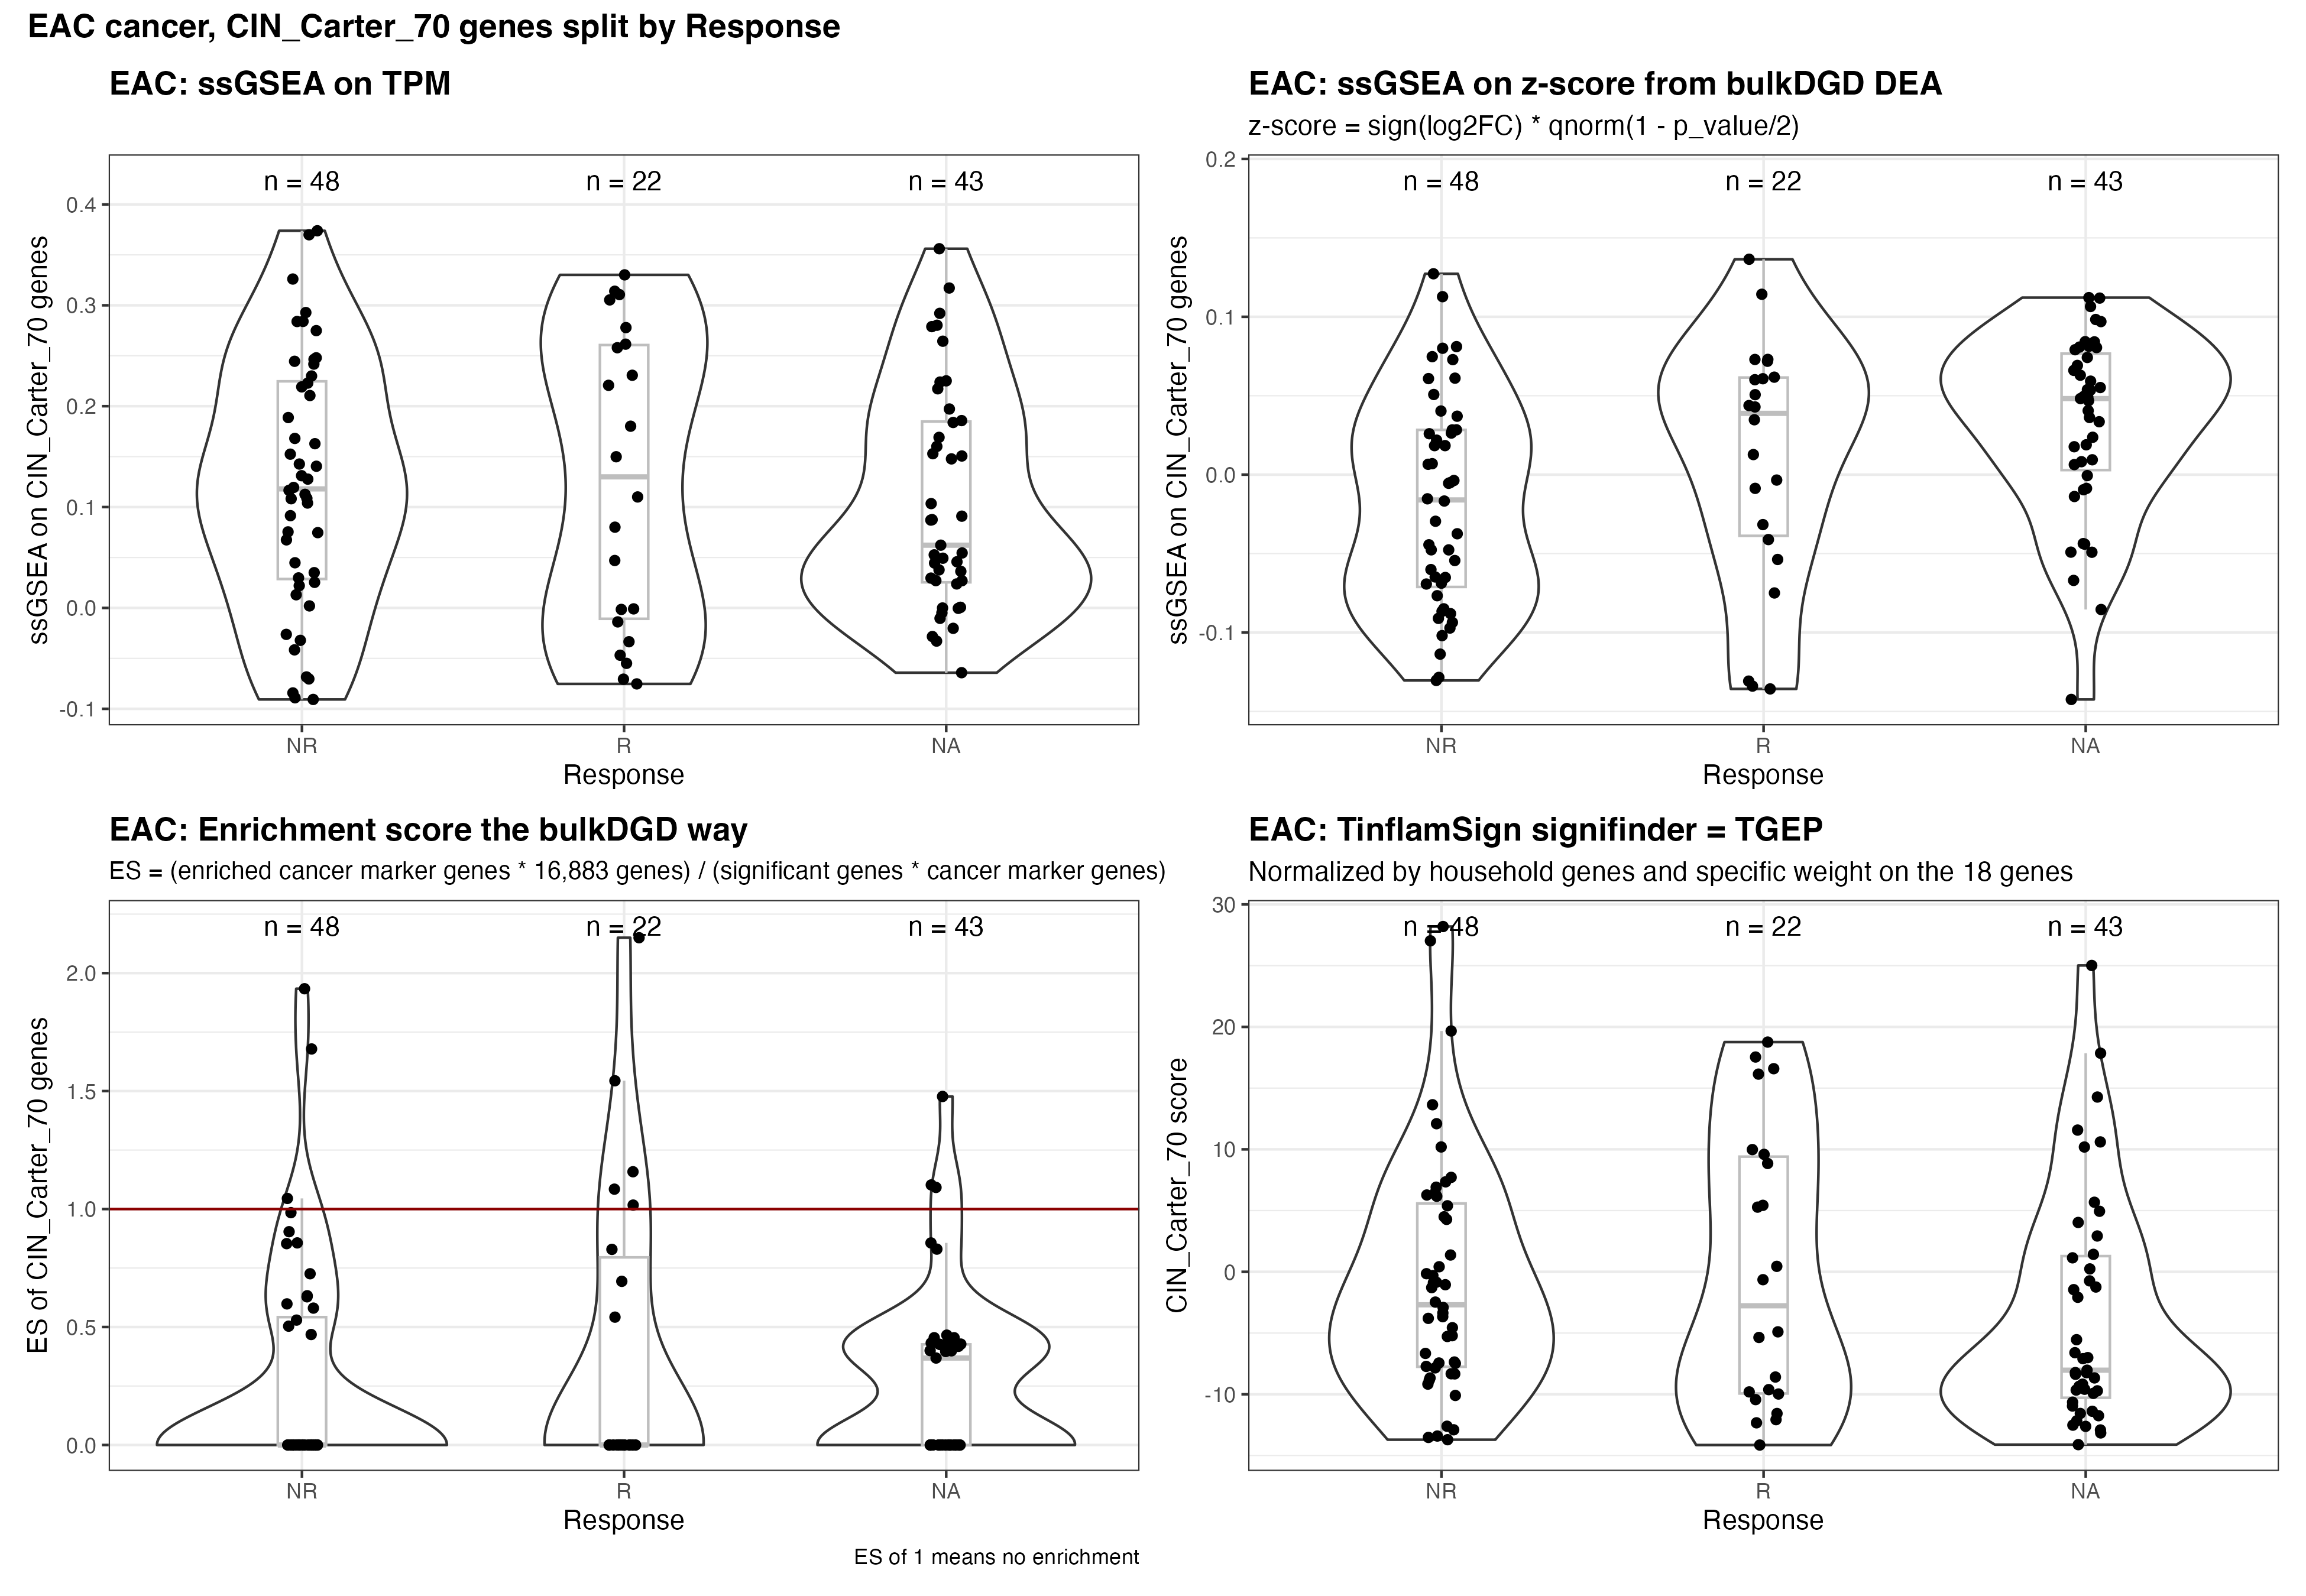 EAC cancer, CIN_Carter_70 genes split by Response
EAC: ssGSEA on TPM
n = 48
n = 22
n = 43
ssGSEA on CIN_Carter_70 genes
0.4
0.3
0.2
0.1
0.0
-0.1
NR
R
NA
Response
EAC: ssGSEA on z-score from bulkDGD DEA
z-score = sign(log2FC) * qnorm(1 - p_value/2)
n = 48
n = 22
n = 43
ssGSEA on CIN_Carter_70 genes
0.2
0.1
0.0
-0.1
NR
R
NA
Response
EAC: Enrichment score the bulkDGD way
ES = (enriched cancer marker genes * 16,883 genes) / (significant genes * cancer marker genes)
n = 48
n = 22
n = 43
ES of CIN_Carter_70 genes
2.0
1.5
1.0
0.5
0.0
NR
R
NA
Response
ES of 1 means no enrichment
EAC: TinflamSign signifinder = TGEP
Normalized by household genes and specific weight on the 18 genes
n = 48
n = 22
n = 43
CIN_Carter_70 score
30
20
10
0
-10
NR
R
NA
Response